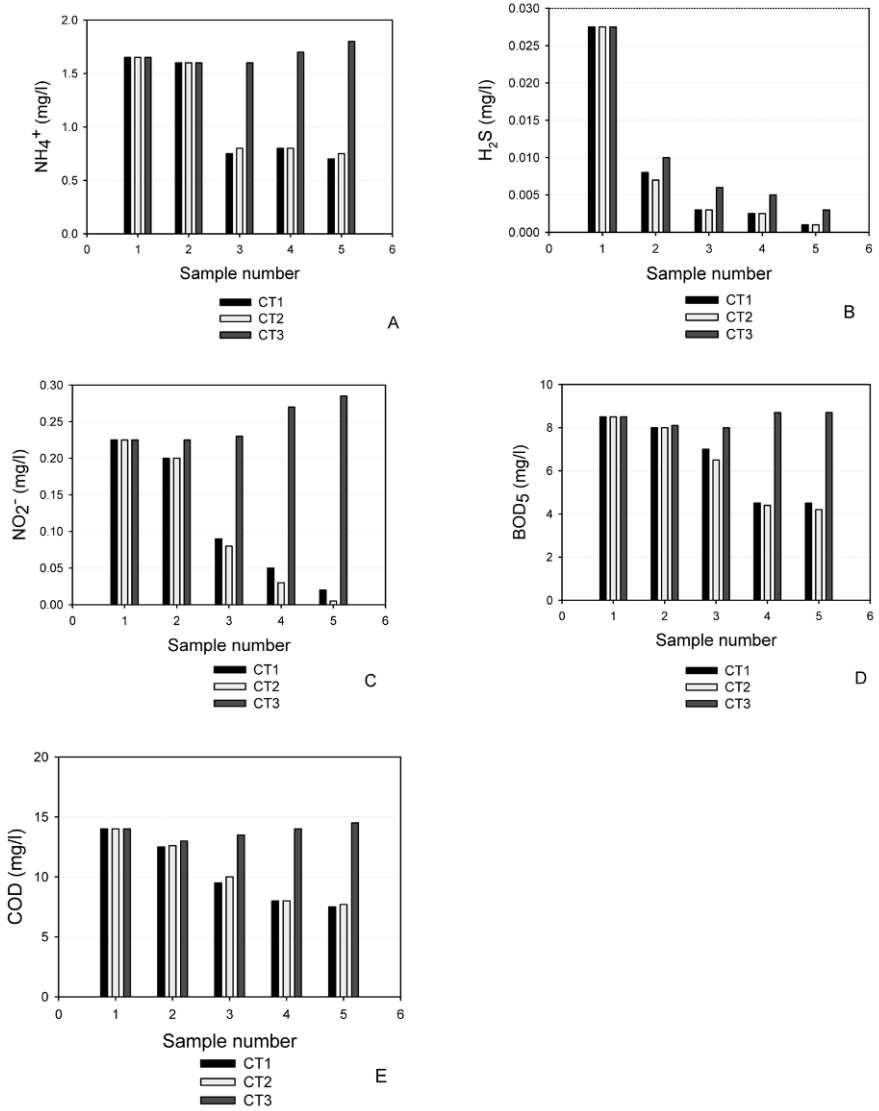 2.0
1.5
1.0
0.5
0.0
NH₄⁺ (mg/l)
0 1 2 3 4 5 6
Sample number
CT1
CT2
CT3
A
0.030
0.025
0.020
0.015
0.010
0.005
0.000
H₂S (mg/l)
0 1 2 3 4 5 6
Sample number
CT1
CT2
CT3
B
0.30
0.25
0.20
0.15
0.10
0.05
0.00
NO₂⁻ (mg/l)
0 1 2 3 4 5 6
Sample number
CT1
CT2
CT3
C
10
8
6
4
2
0
BOD₅ (mg/l)
0 1 2 3 4 5 6
Sample number
CT1
CT2
CT3
D
20
15
10
5
0
COD (mg/l)
0 1 2 3 4 5 6
Sample number
CT1
CT2
CT3
E